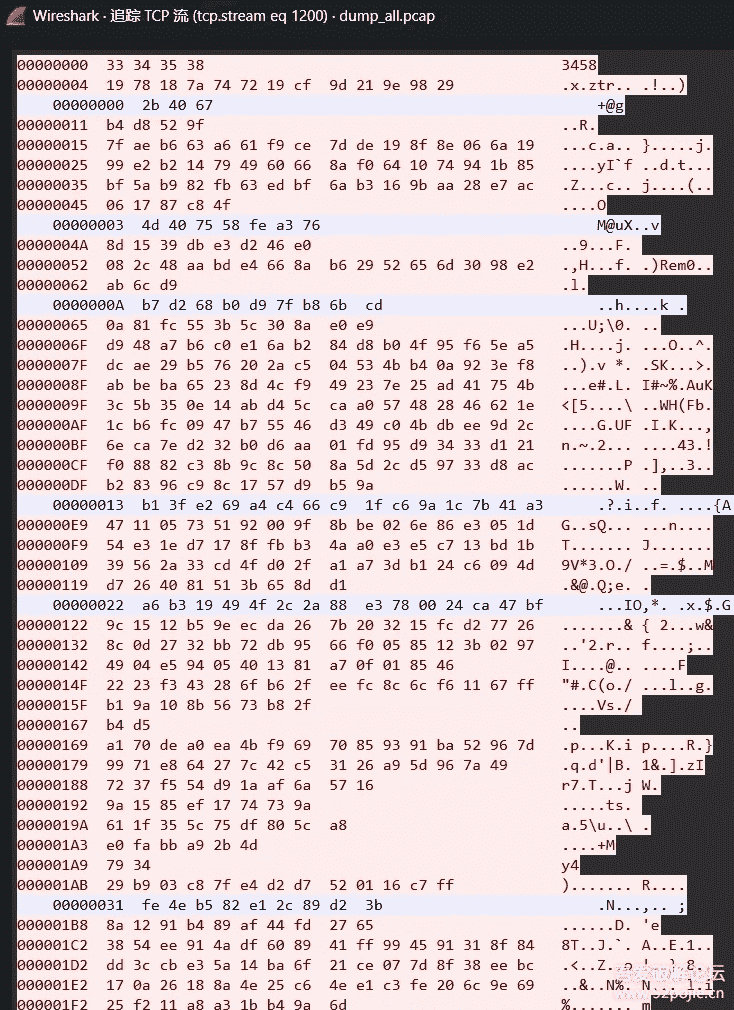 Wireshark · 追踪 TCP 流 (tcp.stream eq 1200) · dump_all.pcap
00000000  33 34 35 38                                       3458
00000004  19 78 18 7a 74 72 19 cf  9d 21 9e 98 29           .x.ztr.. .!..)
    00000000  2b 40 67                                          +@g
00000011  b4 d8 52 9f                                       ..R.
00000015  7f ae b6 63 a6 61 f9 ce  7d de 19 8f 8e 06 6a 19  ...c.a.. }.....j.
00000025  99 e2 b2 14 79 49 60 66  8a f0 64 10 74 94 1b 85  ....yI`f ..d.t...
00000035  bf 5a b9 82 fb 63 ed bf  6a b3 16 9b aa 28 e7 ac  .Z...c.. j....(..
00000045  06 17 87 c8 4f                                    ....O
    00000003  4d 40 75 58 fe a3 76                              M@uX..v
0000004A  8d 15 39 db e3 d2 46 e0                           ..9...F.
00000052  08 2c 48 aa bd e4 66 8a  b6 29 52 65 6d 30 98 e2  .,H...f. .)Rem0..
00000062  ab 6c d9                                          .l.
    0000000A  b7 d2 68 b0 d9 7f b8 6b  cd                       ..h....k .
00000065  0a 81 fc 55 3b 5c 30 8a  e0 e9                    ...U;\0. ..
0000006F  d9 48 a7 b6 c0 e1 6a b2  84 d8 b0 4f 95 f6 5e a5  .H....j. ...O..^.
0000007F  dc ae 29 b5 76 20 2a c5  04 53 4b b4 0a 92 3e f8  ..).v *. .SK...>.
0000008F  ab be ba 65 23 8d 4c f9  49 23 7e 25 ad 41 75 4b  ...e#.L. I#~%.AuK
0000009F  3c 5b 35 0e 14 ab d4 5c  ca a0 57 48 28 46 62 1e  <[5....\ ..WH(Fb.
000000AF  1c b6 fc 09 47 b7 55 46  d3 49 c0 4b db ee 9d 2c  ....G.UF .I.K...,
000000BF  6e ca 7e d2 32 b0 d6 aa  01 fd 95 d9 34 33 d1 21  n.~.2... ....43.!
000000CF  f0 88 82 c3 8b 9c 8c 50  8a 5d 2c d5 97 33 d8 ac  .......P .],..3..
000000DF  b2 83 96 c9 8c 17 57 d9  b5 9a                    ......W. ..
    00000013  b1 3f e2 69 a4 c4 66 c9  1f c6 9a 1c 7b 41 a3     .?.i..f. ....{A
000000E9  47 11 05 73 51 92 00 9f  8b be 02 6e 86 e3 05 1d  G..sQ... ...n....
000000F9  54 e3 1e d7 17 8f fb b3  4a a0 e3 e5 c7 13 bd 1b  T....... J.......
00000109  39 56 2a 33 cd 4f d0 2f  a1 a7 3d b1 24 c6 09 4d  9V*3.O./ ..=.$..M
00000119  d7 26 40 81 51 3b 65 8d  d1                       .&@.Q;e. .
    00000022  a6 b3 19 49 4f 2c 2a 88  e3 78 00 24 ca 47 bf     ...IO,*. .x.$.G
00000122  9c 15 12 b5 9e ec da 26  7b 20 32 15 fc d2 77 26  .......& { 2...w&
00000132  8c 0d 27 32 bb 72 db 95  66 f0 05 85 12 3b 02 97  ..'2.r.. f....;..
00000142  49 04 e5 94 05 40 13 81  a7 0f 01 85 46           I....@.. ....F
0000014F  22 23 f3 43 28 6f b6 2f  ee fc 8c 6c f6 11 67 ff  "#.C(o./ ...l..g.
0000015F  b1 9a 10 8b 56 73 b8 2f                           ....Vs./
00000167  b4 d5                                             ..
00000169  a1 70 de a0 ea 4b f9 69  70 85 93 91 ba 52 96 7d  .p...K.i p....R.}
00000179  99 71 e8 64 27 7c 42 c5  31 26 a9 5d 96 7a 49     .q.d'|B. 1&.].zI
00000188  72 37 f5 54 d9 1a af 6a  57 16                    r7.T...j W.
00000192  9a 15 85 ef 17 74 73 9a                           .....ts.
0000019A  61 1f 35 5c 75 df 80 5c  a8                       a.5\u..\ .
000001A3  e0 fa bb a9 2b 4d                                 ....+M
000001A9  79 34                                             y4
000001AB  29 b9 03 c8 7f e4 d2 d7  52 01 16 c7 ff           )....... R....
    00000031  fe 4e b5 82 e1 2c 89 d2  3b                       .N...,.. ;
000001B8  8a 12 91 b4 89 af 44 fd  27 65                    ......D. 'e
000001C2  38 54 ee 91 4a df 60 89  41 ff 99 45 91 31 8f 84  8T..J.`. A..E.1..
000001D2  dd 3c cb e3 5a 14 ba 6f  21 ce 07 7d 8f 38 ee bc
000001E2  17 0a 26 18 8a 4e 25 c6  4e e1 c3 fe 20 6c 9e 69
000001F2  25 f2 11 a8 a3 1b b4 9a  6d                       %....... m
www.52pojie.cn